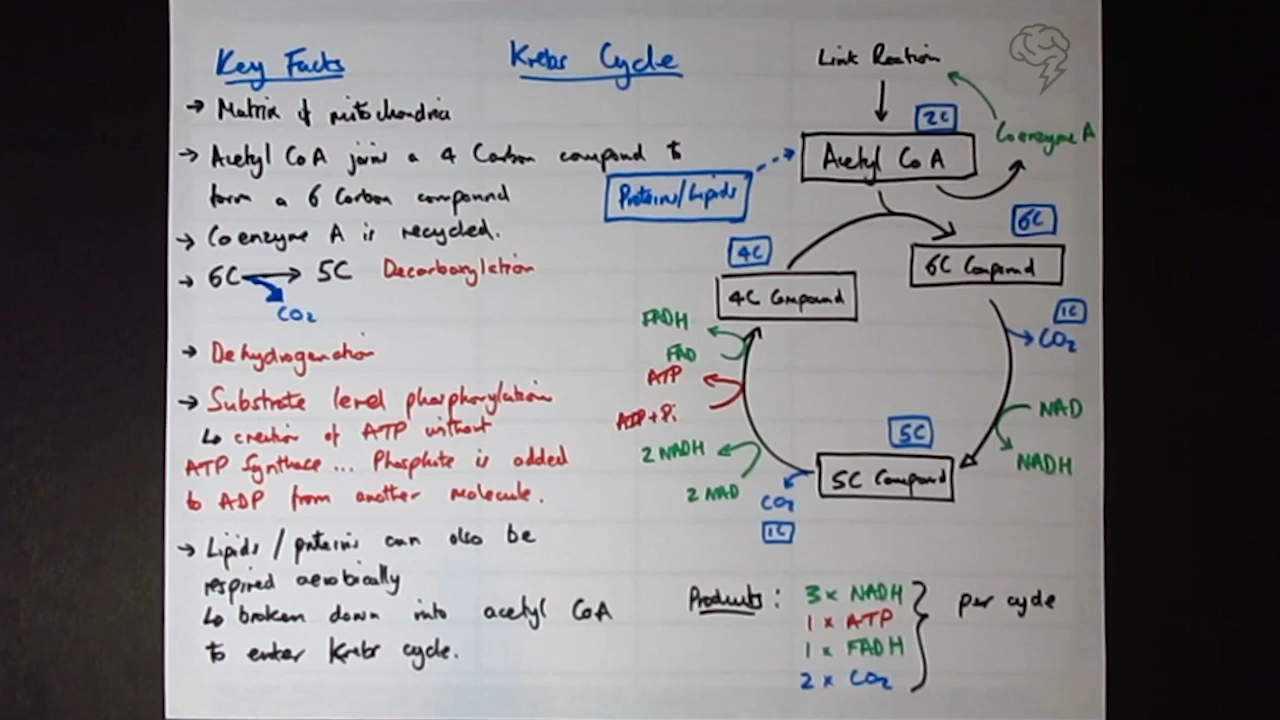 Key Facts
→ Matrix of mitochondria
→ Acetyl CoA joins a 4 Carbon compound to
form a 6 Carbon compound
→ Coenzyme A is recycled.
→ 6C → 5C Decarboxylation
CO₂
→ Dehydrogenation
→ Substrate level phosphorylation
↳ creation of ATP without
ATP Synthase ... Phosphate is added
to ADP from another molecule.
→ Lipids / proteins can also be
respired aerobically
↳ broken down into acetyl CoA
to enter Krebs cycle.
Krebs Cycle
Link Reaction
2C
Coenzyme A
Acetyl CoA
Proteins/Lipids
6C
6C Compound
4C
4C Compound
1C
CO₂
NAD
NADH
5C
5C Compound
CO₂
1C
2 NAD
2 NADH
ADP + Pi
ATP
FAD
FADH
Products: 3 x NADH
1 x ATP
1 x FADH
2 x CO₂
per cycle